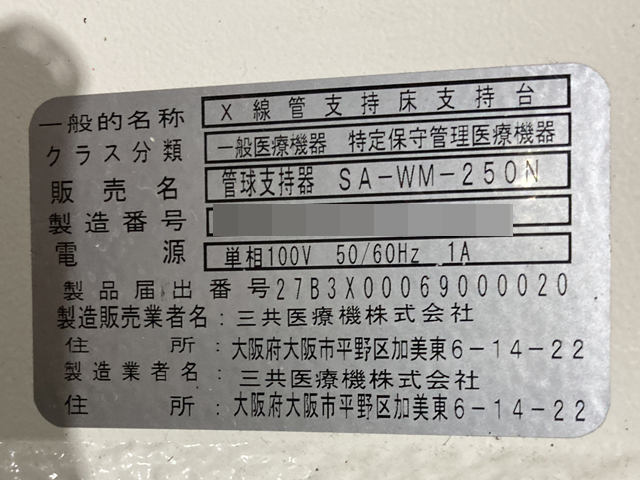 一般的名称 X線管支持床支持台
クラス分類 一般医療機器 特定保守管理医療機器
販売名 管球支持器 SA-WM-250N
製造番号
電源 単相100V 50/60Hz 1A
製品届出番号27B3X00069000020
製造販売業者名:三共医療機株式会社
住所:大阪府大阪市平野区加美東6-14-22
製造業者名:三共医療機株式会社
住所:大阪府大阪市平野区加美東6-14-22